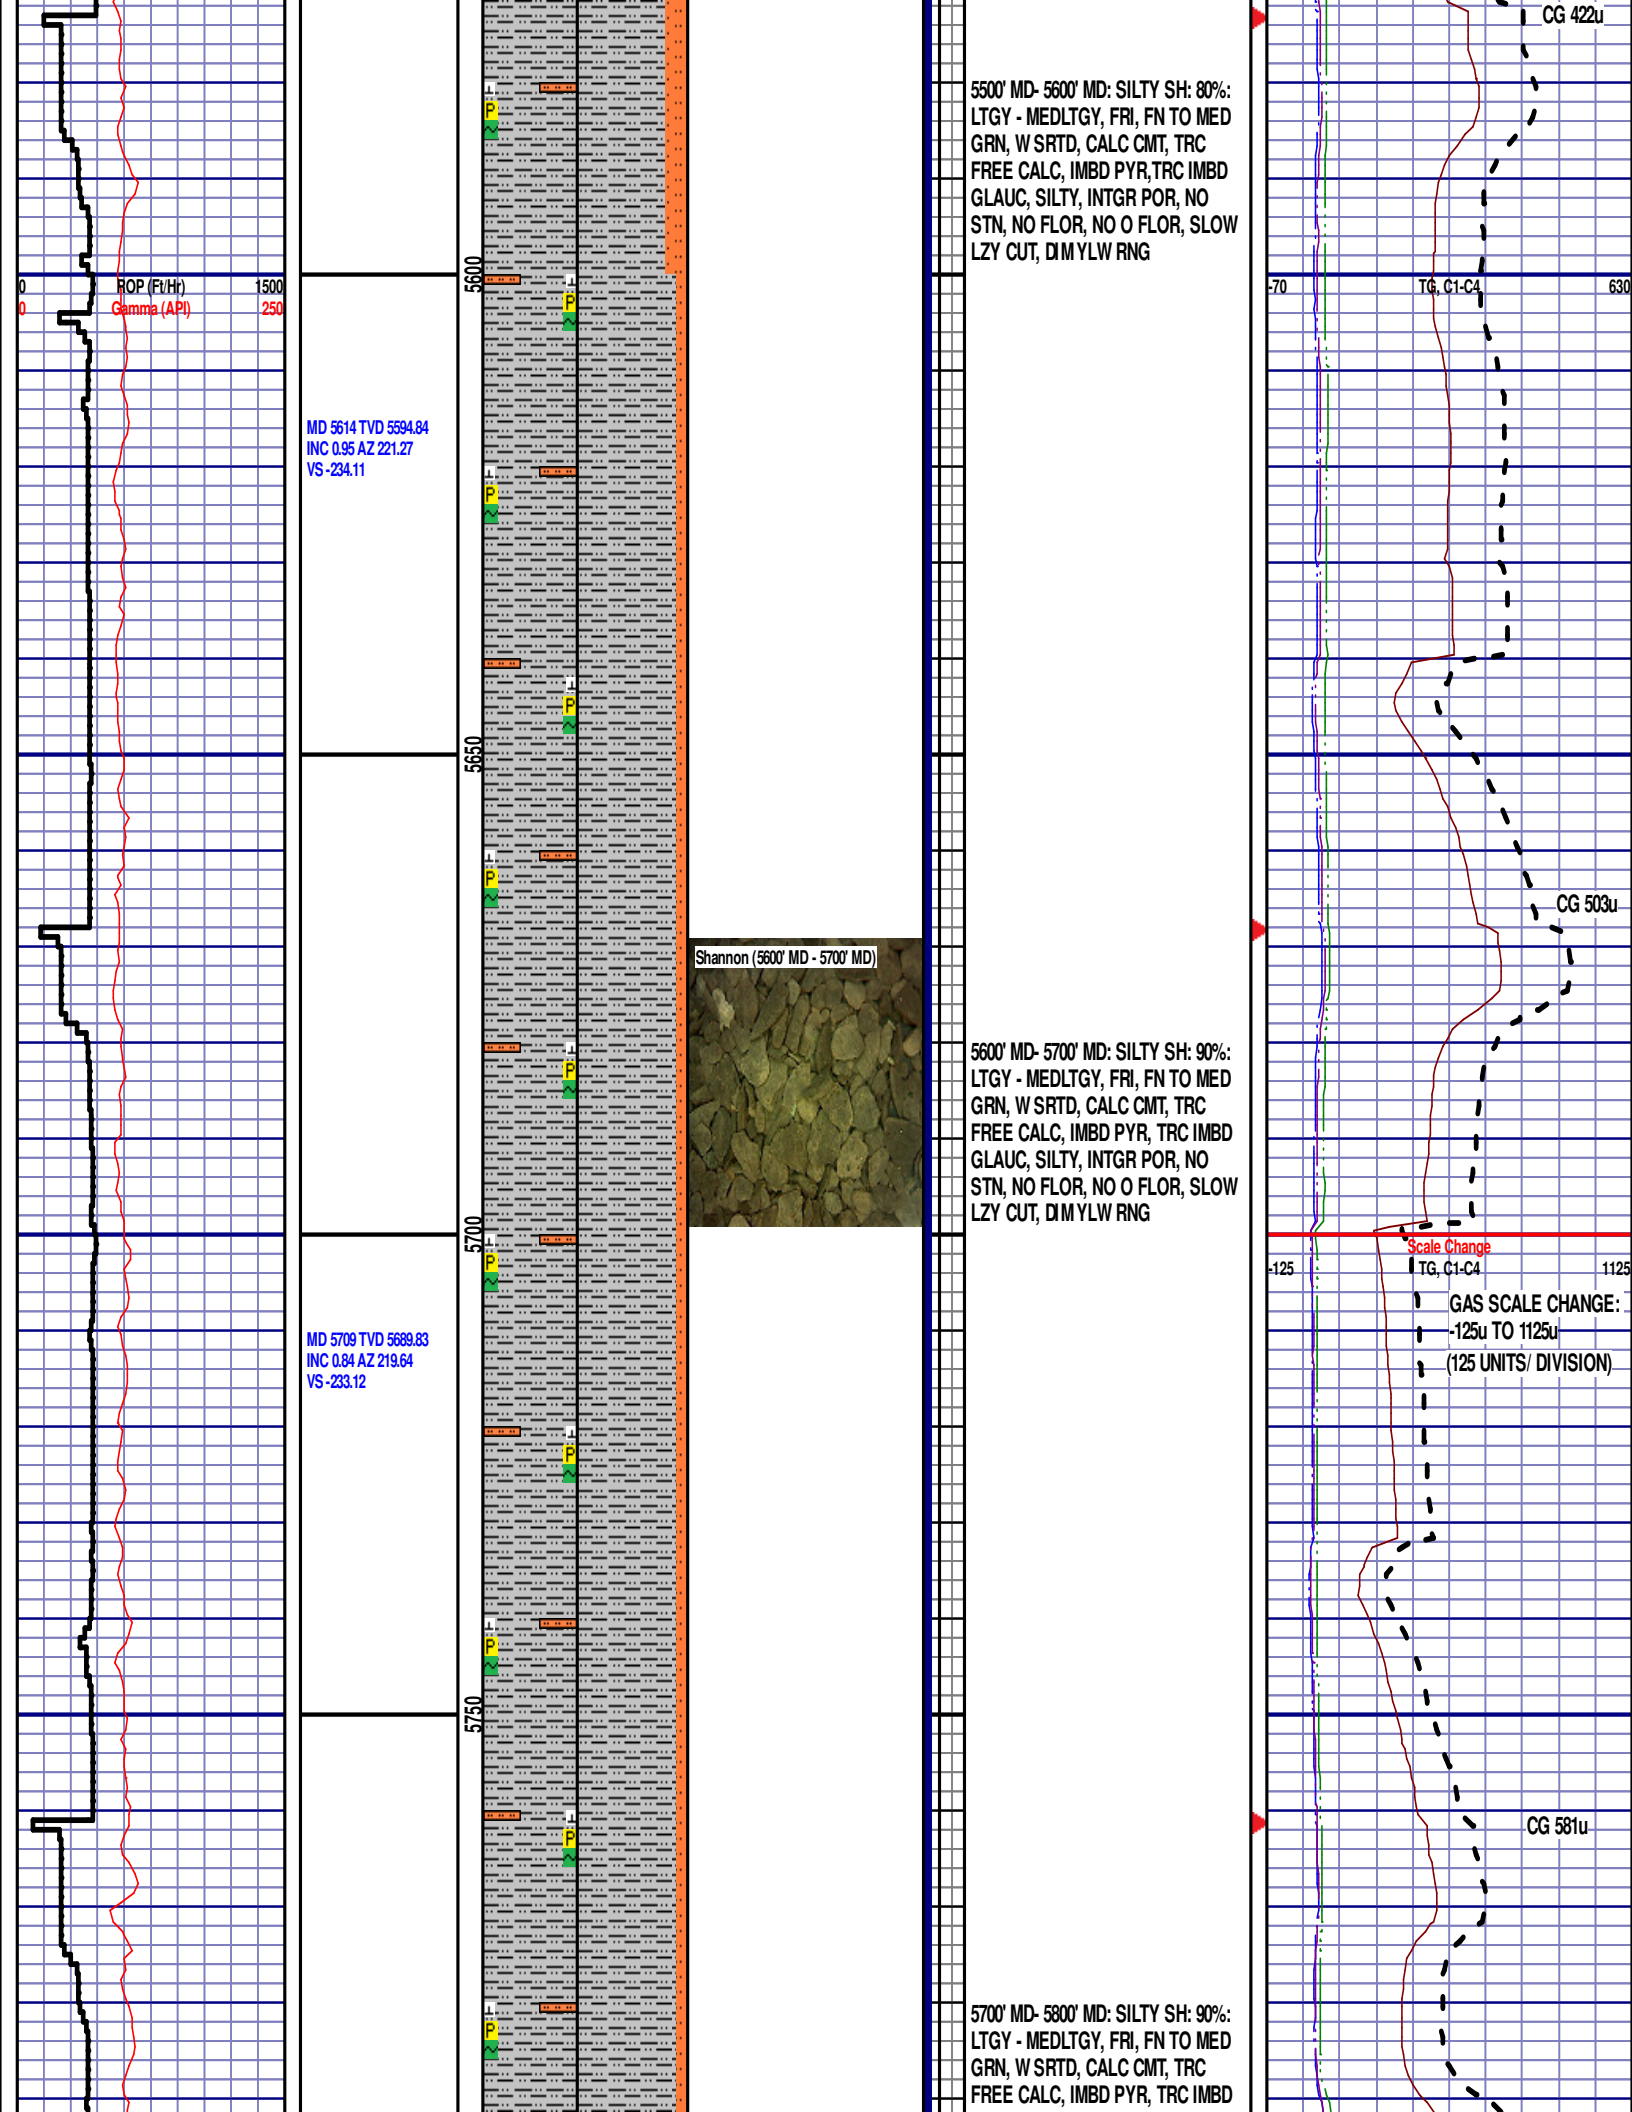 CG 422u
5500' MD- 5600' MD: SILTY SH: 80%:
LTGY - MEDLTGY, FRI, FN TO MED
GRN, W SRTD, CALC CMT, TRC
FREE CALC, IMBD PYR,TRC IMBD
GLAUC, SILTY, INTGR POR, NO
STN, NO FLOR, NO O FLOR, SLOW
LZY CUT, DIM YLW RNG
P
5600
0 ROP (Ft/Hr) 1500
0 Gamma (API) 250
-70 TG, C1-C4 630
P
MD 5614 TVD 5594.84
INC 0.95 AZ 221.27
VS -234.11
P
P
5650
P
CG 503u
Shannon (5600' MD - 5700' MD)
5600' MD- 5700' MD: SILTY SH: 90%:
LTGY - MEDLTGY, FRI, FN TO MED
GRN, W SRTD, CALC CMT, TRC
FREE CALC, IMBD PYR, TRC IMBD
GLAUC, SILTY, INTGR POR, NO
STN, NO FLOR, NO O FLOR, SLOW
LZY CUT, DIM YLW RNG
P
5700
P
Scale Change
-125 TG, C1-C4 1125
GAS SCALE CHANGE:
-125u TO 1125u
(125 UNITS/ DIVISION)
MD 5709 TVD 5689.83
INC 0.84 AZ 219.64
VS -233.12
P
P
5750
P
CG 581u
P
5700' MD- 5800' MD: SILTY SH: 90%:
LTGY - MEDLTGY, FRI, FN TO MED
GRN, W SRTD, CALC CMT, TRC
FREE CALC, IMBD PYR, TRC IMBD